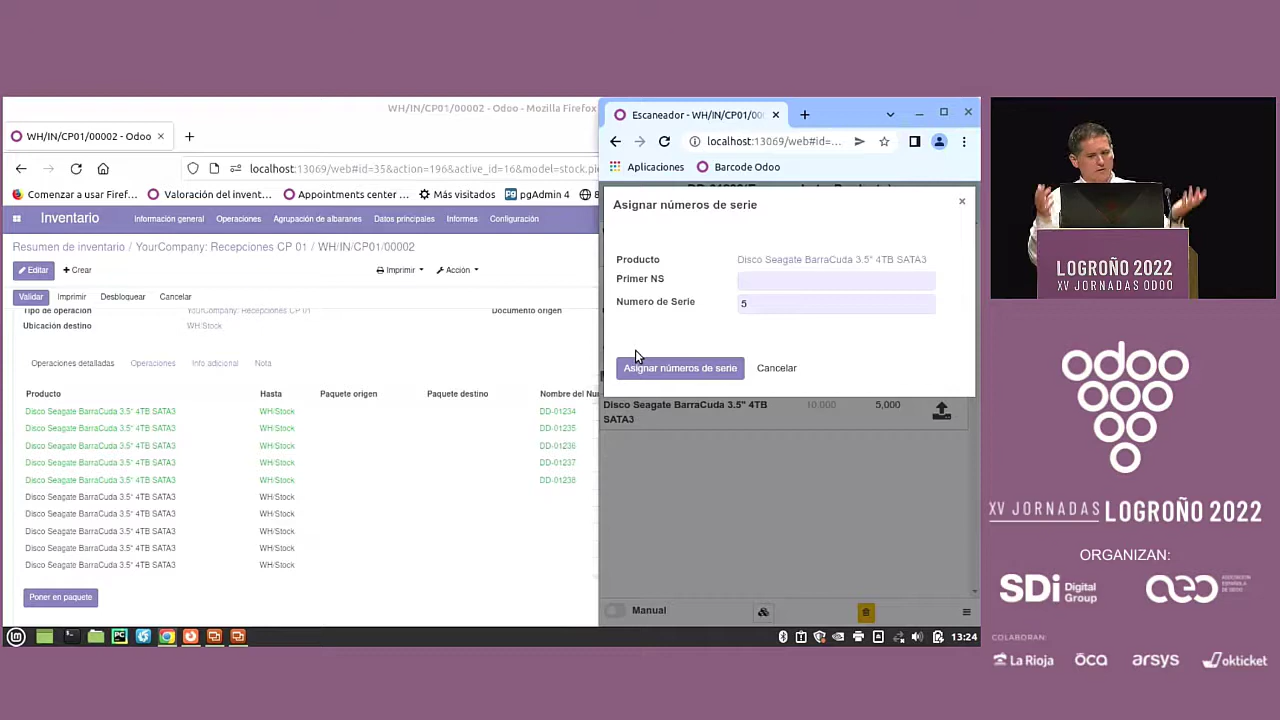 WH/IN/CP01/00002 - Odoo - Mozilla Firefox
WH/IN/CP01/00002 - Odoo
localhost:13069/web#id=35&action=196&active_id=16&model=stock.pi
Comenzar a usar Firef...
Valoración del invent...
Appointments center ...
Más visitados
pgAdmin 4
Inventario
Información general
Operaciones
Agrupación de albaranes
Datos principales
Informes
Configuración
Resumen de inventario / YourCompany: Recepciones CP 01 / WH/IN/CP01/00002
Editar
Crear
Imprimir
Acción
Validar
Imprimir
Desbloquear
Cancelar
Tipo de operación
YourCompany: Recepciones CP 01
Documento origen
Ubicación destino
WH/Stock
Operaciones detalladas
Operaciones
Info adicional
Nota
Producto Hasta Paquete origen Paquete destino Nombre del Nu
Disco Seagate BarraCuda 3.5" 4TB SATA3 WH/Stock DD-01234
Disco Seagate BarraCuda 3.5" 4TB SATA3 WH/Stock DD-01235
Disco Seagate BarraCuda 3.5" 4TB SATA3 WH/Stock DD-01236
Disco Seagate BarraCuda 3.5" 4TB SATA3 WH/Stock DD-01237
Disco Seagate BarraCuda 3.5" 4TB SATA3 WH/Stock DD-01238
Disco Seagate BarraCuda 3.5" 4TB SATA3 WH/Stock
Disco Seagate BarraCuda 3.5" 4TB SATA3 WH/Stock
Disco Seagate BarraCuda 3.5" 4TB SATA3 WH/Stock
Disco Seagate BarraCuda 3.5" 4TB SATA3 WH/Stock
Disco Seagate BarraCuda 3.5" 4TB SATA3 WH/Stock
Poner en paquete
Escaneador - WH/IN/CP01/00
localhost:13069/web#id=...
Aplicaciones
Barcode Odoo
Asignar números de serie
Producto Disco Seagate BarraCuda 3.5" 4TB SATA3
Primer NS
Numero de Serie 5
Asignar números de serie
Cancelar
Disco Seagate BarraCuda 3.5" 4TB 10.000 5,000
SATA3
Manual
13:24
LOGROÑO 2022
XV JORNADAS ODOO
odoo
XV JORNADAS LOGROÑO 2022
ORGANIZAN:
SDi Digital
Group
aeo
ASOCIACIÓN
ESPAÑOLA
DE ODOO
COLABORAN:
La Rioja
ÖCA
arsys
okticket